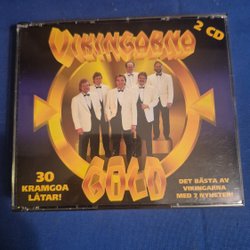 VIKINGARNA
2 CD
GOLD
30
KRAMGOA
LÅTAR!
DET BÄSTA AV
VIKINGARNA
MED 2 NYHETER!